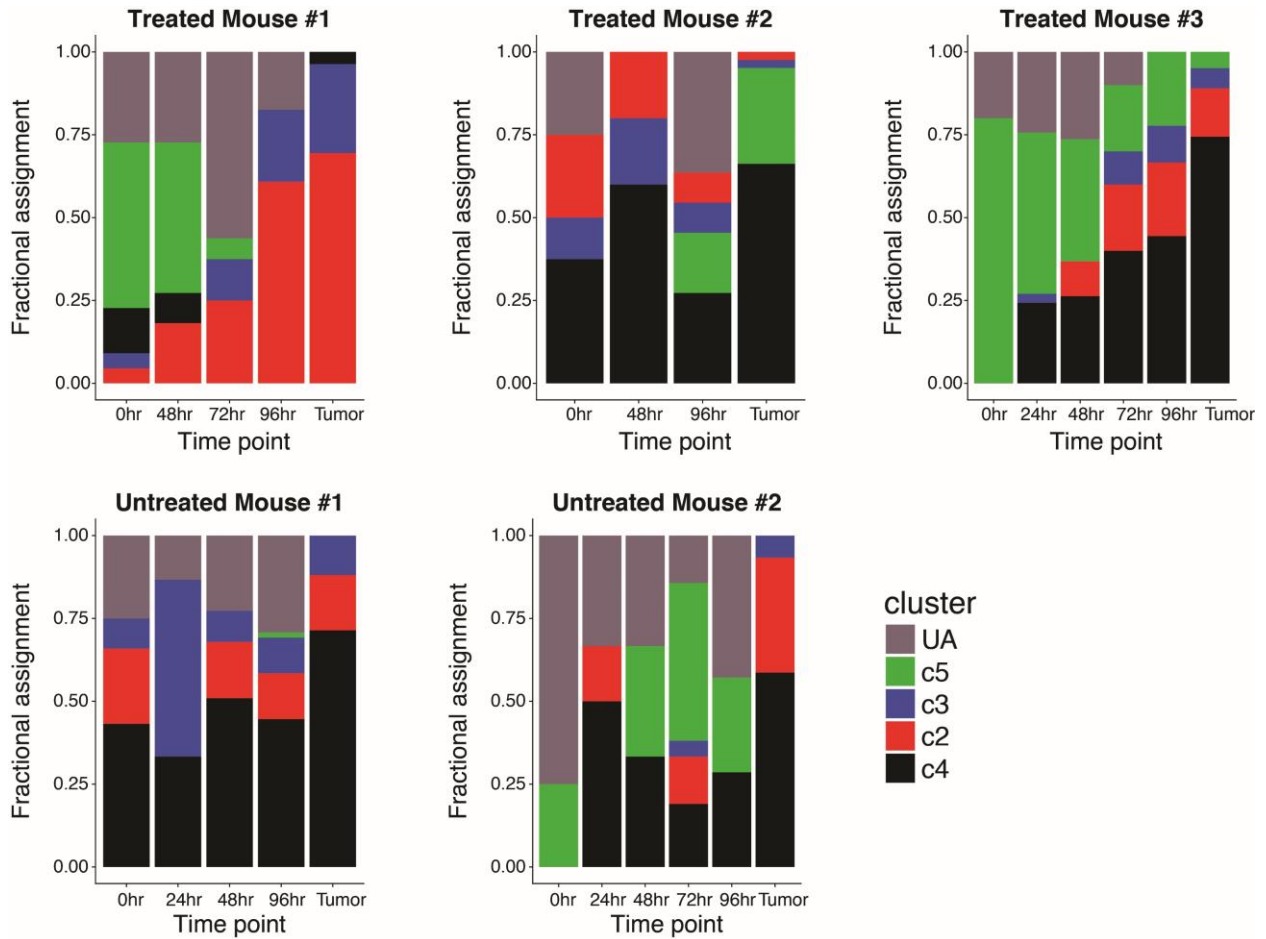 Treated Mouse #1
Fractional assignment
1.00
0.75
0.50
0.25
0.00
0hr 48hr 72hr 96hr Tumor
Time point
Treated Mouse #2
Fractional assignment
1.00
0.75
0.50
0.25
0.00
0hr 48hr 96hr Tumor
Time point
Treated Mouse #3
Fractional assignment
1.00
0.75
0.50
0.25
0.00
0hr 24hr 48hr 72hr 96hr Tumor
Time point
Untreated Mouse #1
Fractional assignment
1.00
0.75
0.50
0.25
0.00
0hr 24hr 48hr 96hr Tumor
Time point
Untreated Mouse #2
Fractional assignment
1.00
0.75
0.50
0.25
0.00
0hr 24hr 48hr 72hr 96hr Tumor
Time point
cluster
UA
c5
c3
c2
c4